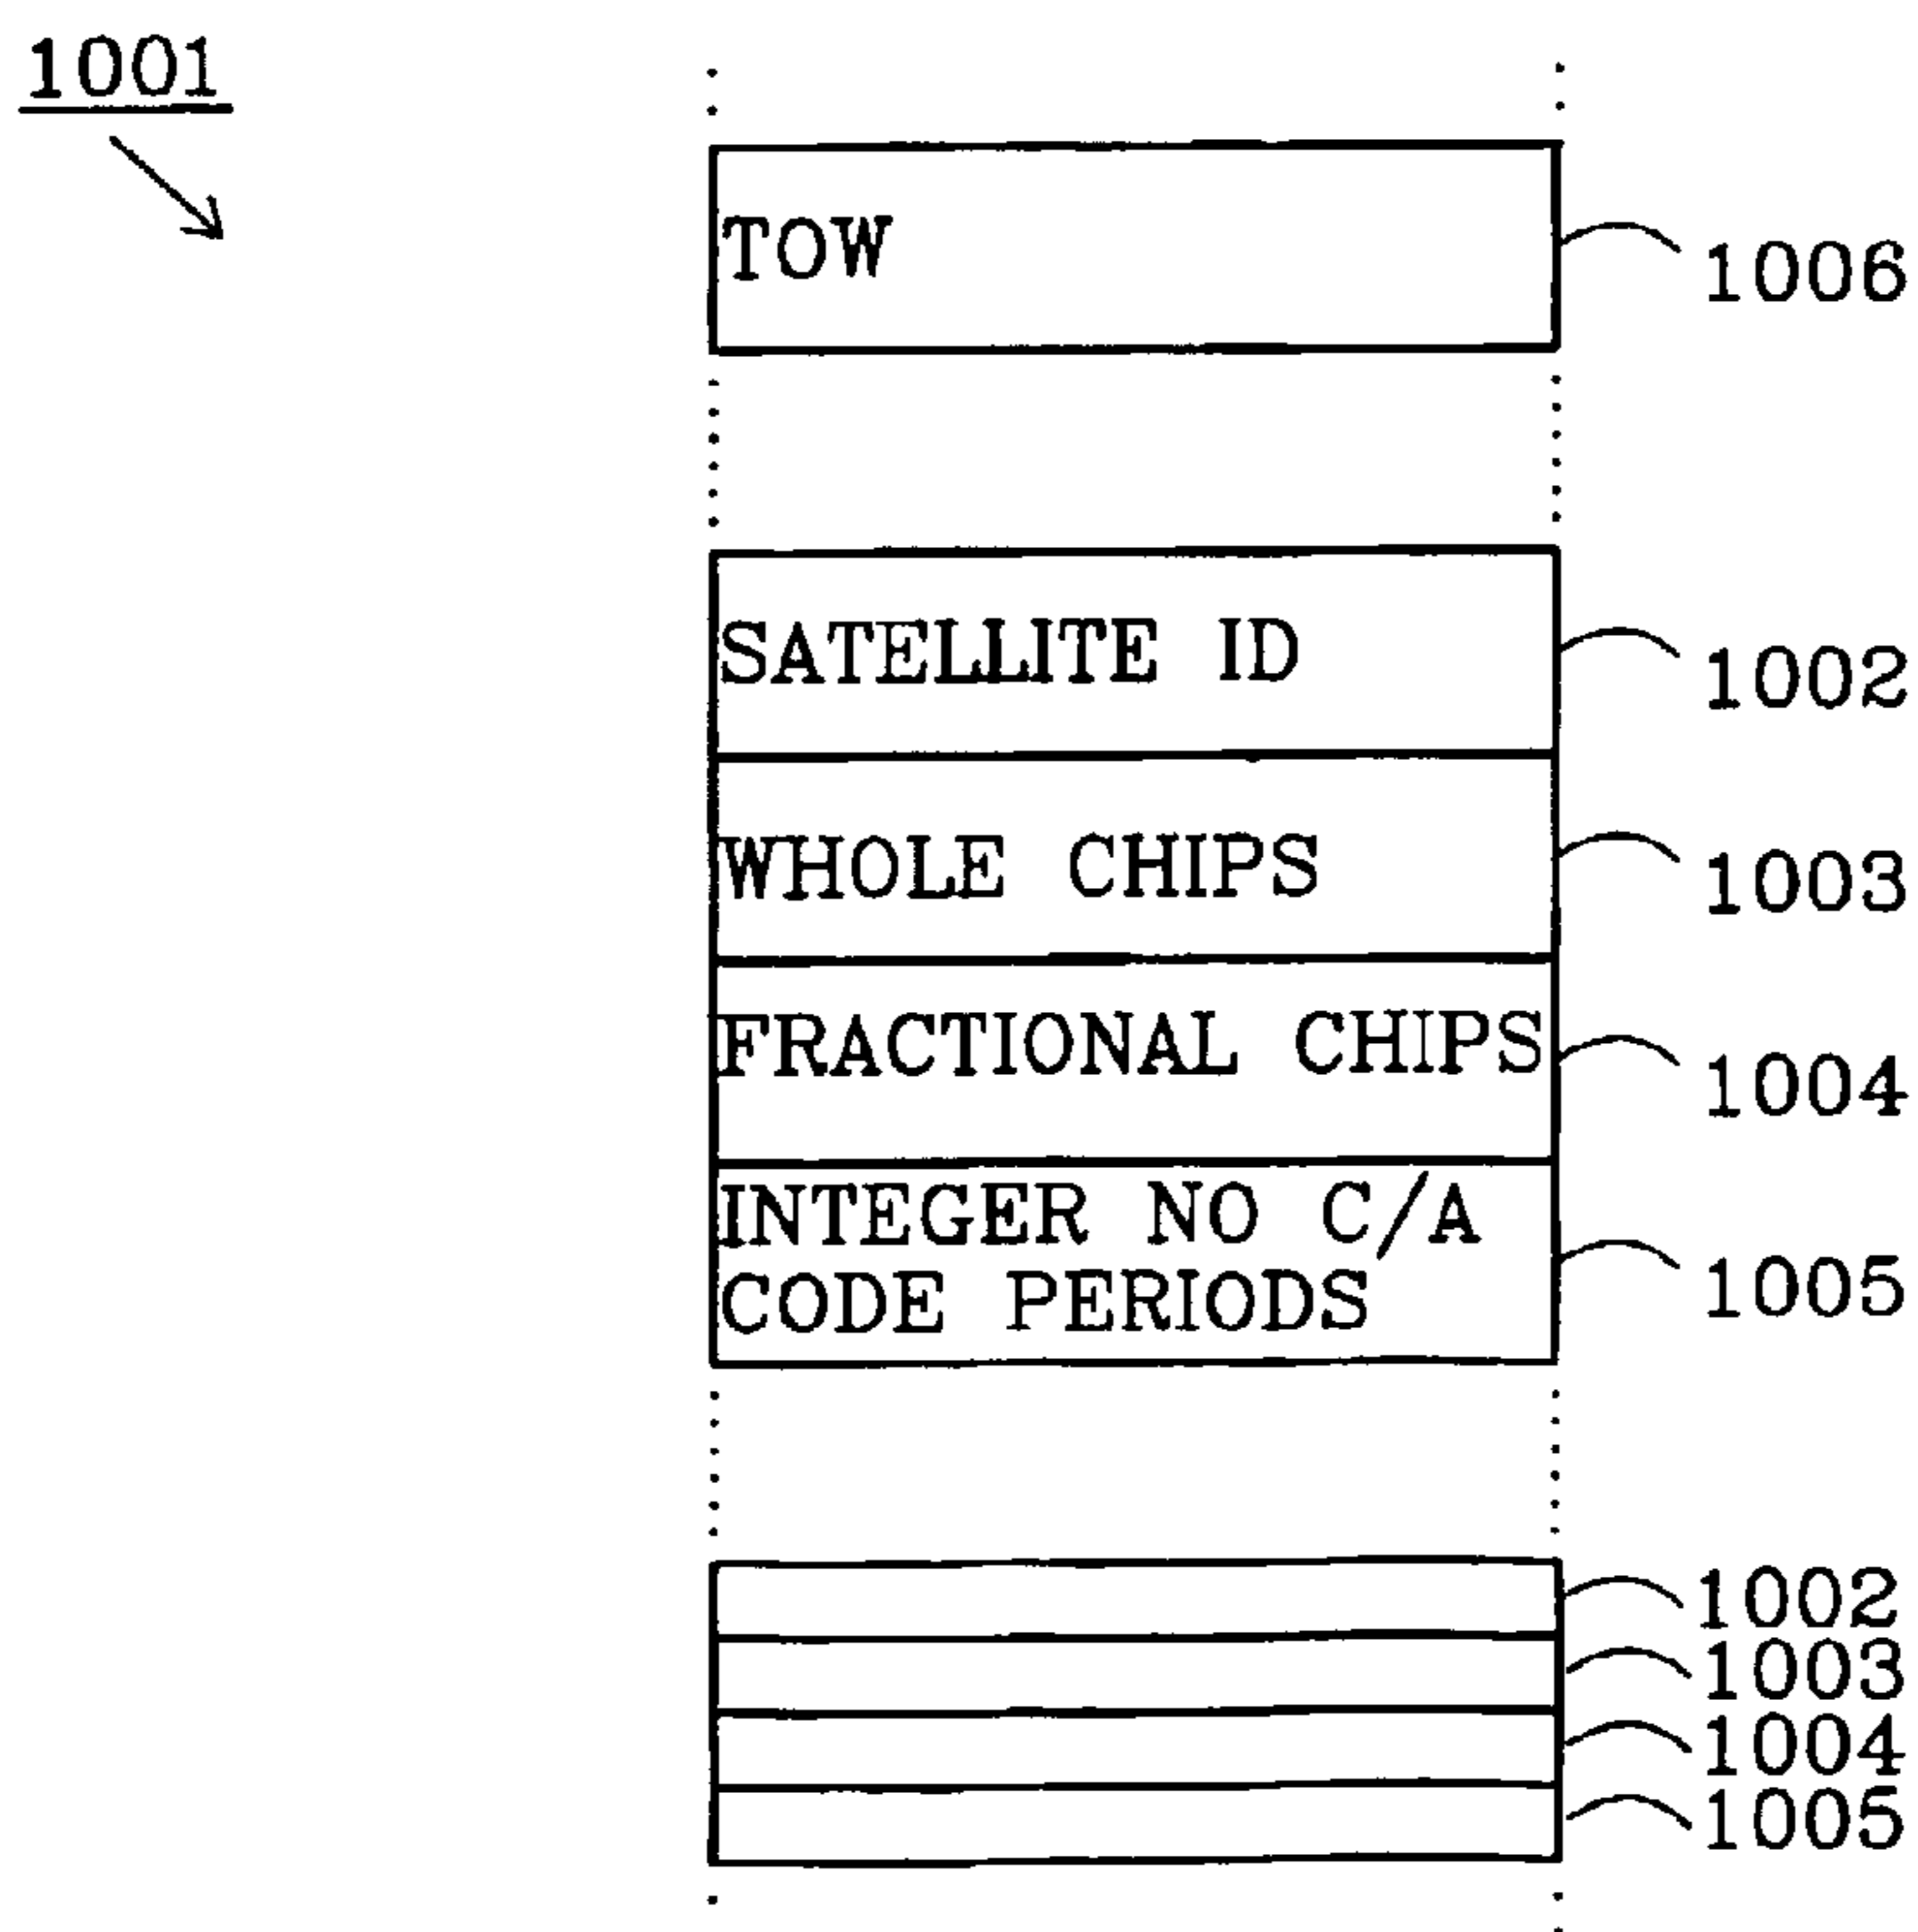 1001
TOW
1006
SATELLITE ID
1002
WHOLE CHIPS
1003
FRACTIONAL CHIPS
1004
INTEGER NO C/A
CODE PERIODS
1005
1002
1003
1004
1005